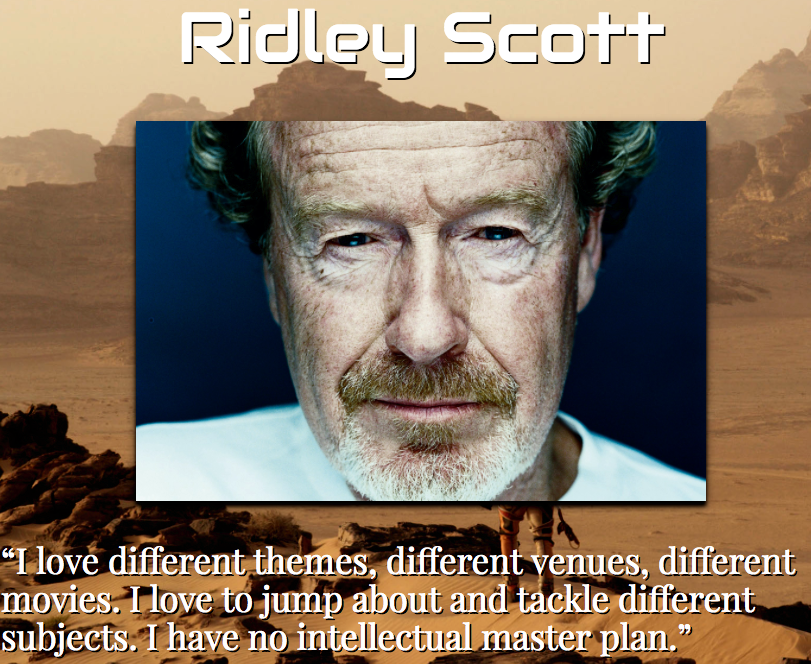 Ridley Scott
“I love different themes, different venues, different
movies. I love to jump about and tackle different
subjects. I have no intellectual master plan.”